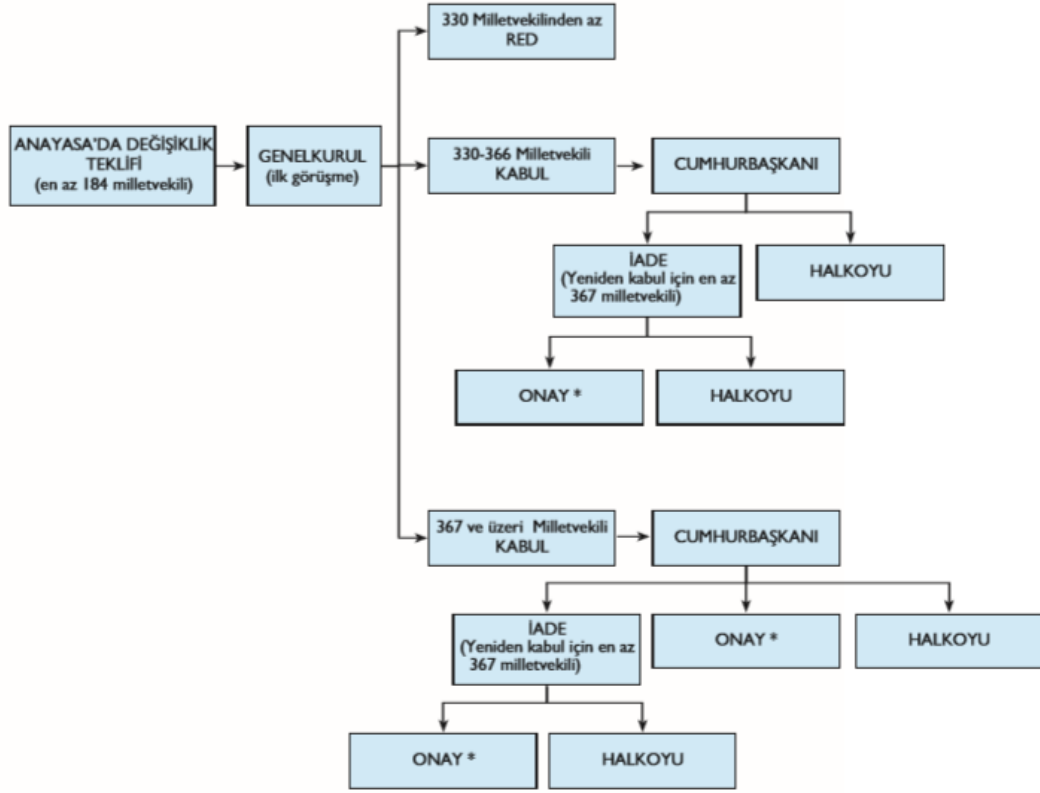 330 Milletvekilinden az
RED
ANAYASA'DA DEĞİŞİKLİK
TEKLİFİ
(en az 184 milletvekili)
GENELKURUL
(ilk görüşme)
330-366 Milletvekili
KABUL
CUMHURBAŞKANI
İADE
(Yeniden kabul için en az
367 milletvekili)
HALKOYU
ONAY *
HALKOYU
367 ve üzeri Milletvekili
KABUL
CUMHURBAŞKANI
İADE
(Yeniden kabul için en az
367 milletvekili)
ONAY *
HALKOYU
ONAY *
HALKOYU